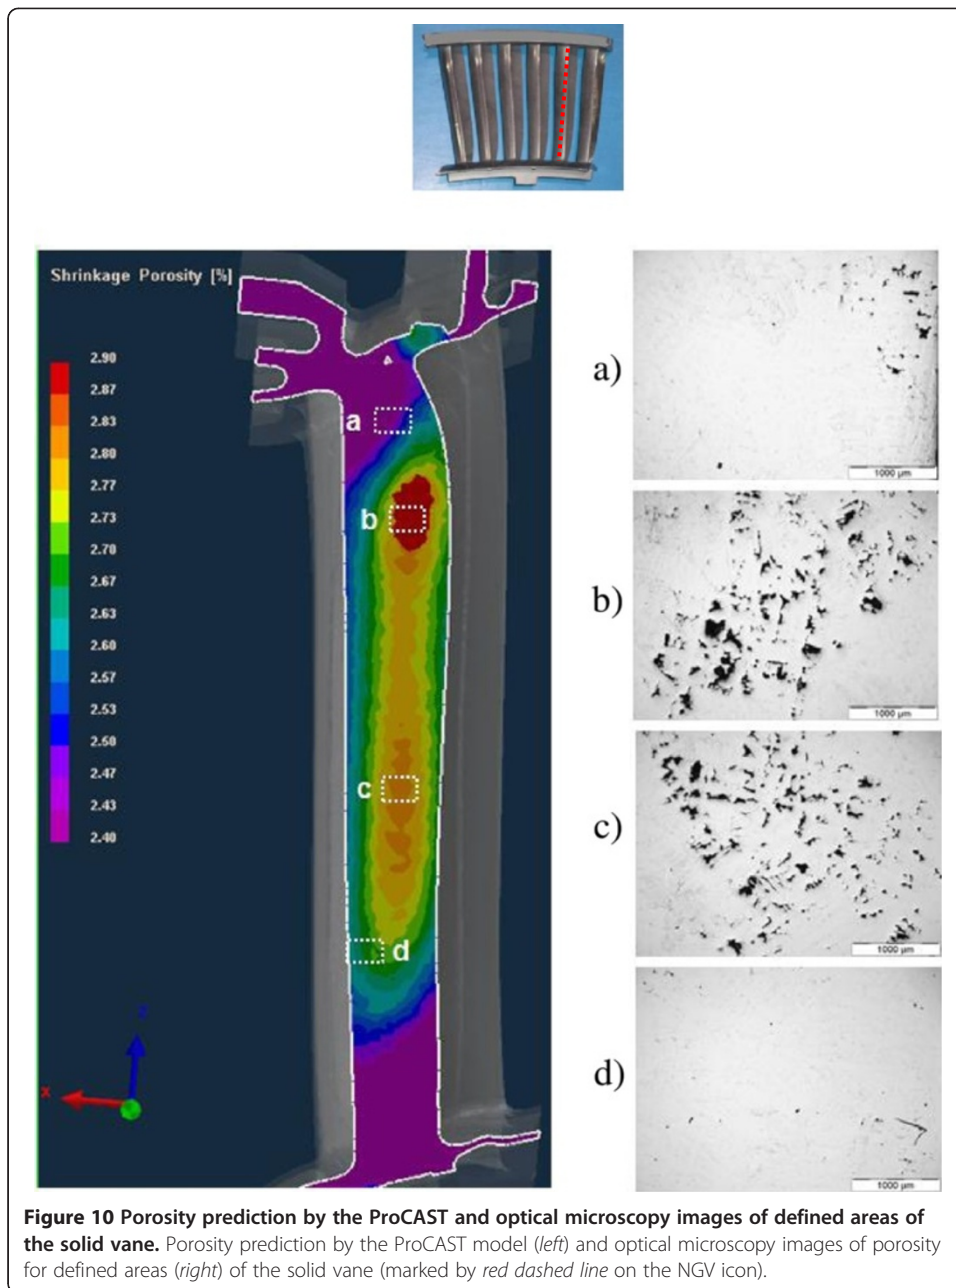 Shrinkage Porosity [%]
2.90
2.87
2.83
2.80
2.77
2.73
2.70
2.67
2.63
2.60
2.57
2.53
2.50
2.47
2.43
2.40
a
b
c
d
z
x
a)
1000 µm
b)
1000 µm
c)
1000 µm
d)
1000 µm
Figure 10 Porosity prediction by the ProCAST and optical microscopy images of defined areas of
the solid vane. Porosity prediction by the ProCAST model (left) and optical microscopy images of porosity
for defined areas (right) of the solid vane (marked by red dashed line on the NGV icon).